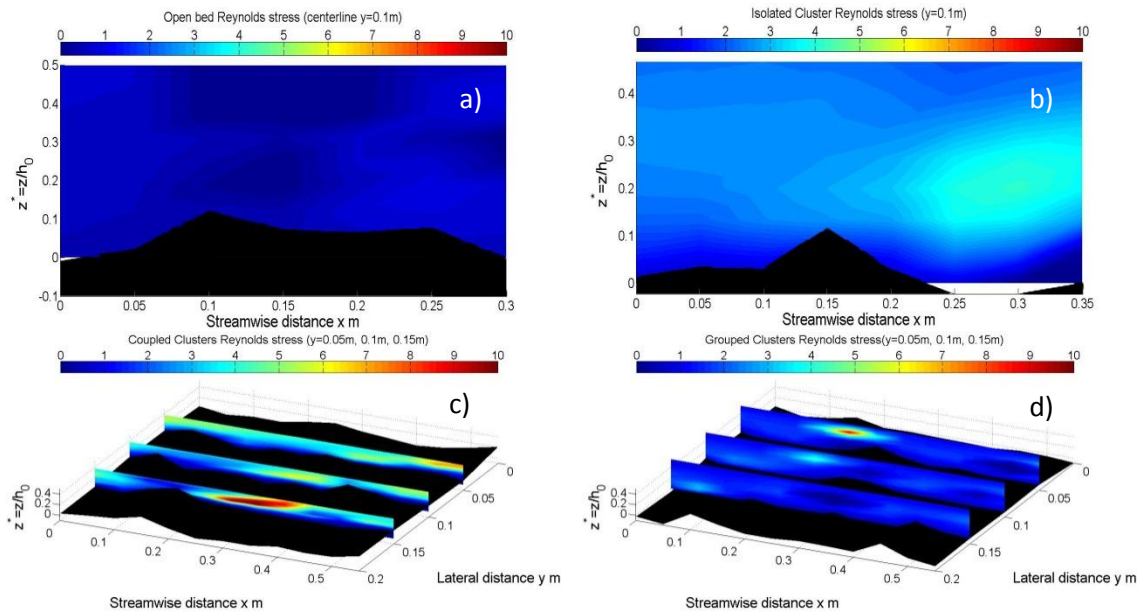 Open bed Reynolds stress (centerline y=0.1m)
0 1 2 3 4 5 6 7 8 9 10
a)
0.5
0.4
0.3
0.2
0.1
0
-0.1
z*=z/h0
0 0.05 0.1 0.15 0.2 0.25 0.3
Streamwise distance x m
Isolated Cluster Reynolds stress (y=0.1m)
0 1 2 3 4 5 6 7 8 9 10
b)
0.4
0.3
0.2
0.1
0
z*=z/h0
0 0.05 0.1 0.15 0.2 0.25 0.3 0.35
Streamwise distance x m
Coupled Clusters Reynolds stress (y=0.05m, 0.1m, 0.15m)
0 1 2 3 4 5 6 7 8 9 10
c)
0.4
0.2
0
z*=z/h0
0 0.1 0.2 0.3 0.4 0.5
Streamwise distance x m
0
0.05
0.1
0.15
0.2
Lateral distance y m
Grouped Clusters Reynolds stress(y=0.05m, 0.1m, 0.15m)
0 1 2 3 4 5 6 7 8 9 10
d)
0.4
0.2
0
z*=z/h0
0 0.1 0.2 0.3 0.4 0.5
Streamwise distance x m
0
0.05
0.1
0.15
0.2
Lateral distance y m